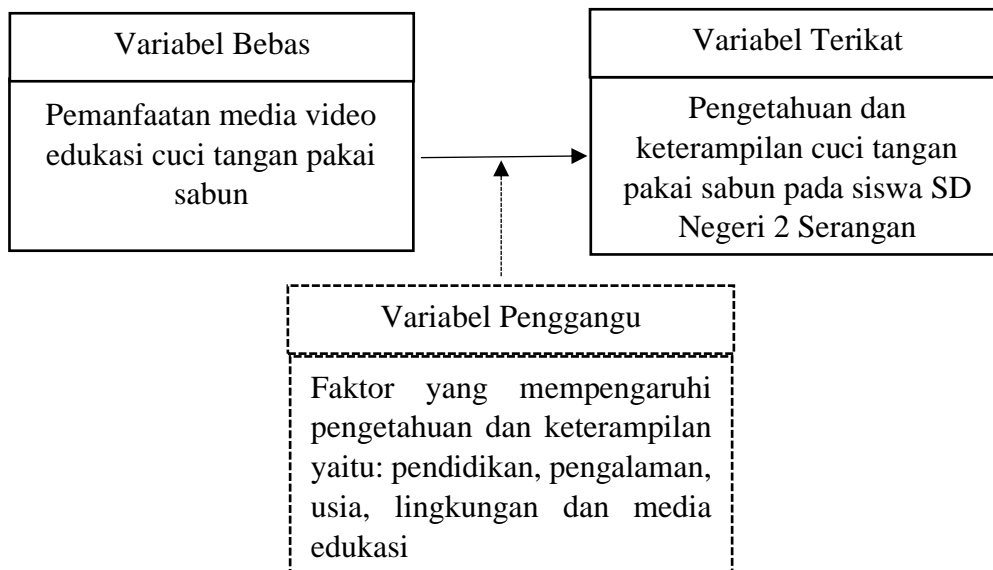 Variabel Bebas
Pemanfaatan media video
edukasi cuci tangan pakai
sabun
Variabel Terikat
Pengetahuan dan
keterampilan cuci tangan
pakai sabun pada siswa SD
Negeri 2 Serangan
Variabel Penggangu
Faktor yang mempengaruhi
pengetahuan dan keterampilan
yaitu: pendidikan, pengalaman,
usia, lingkungan dan media
edukasi